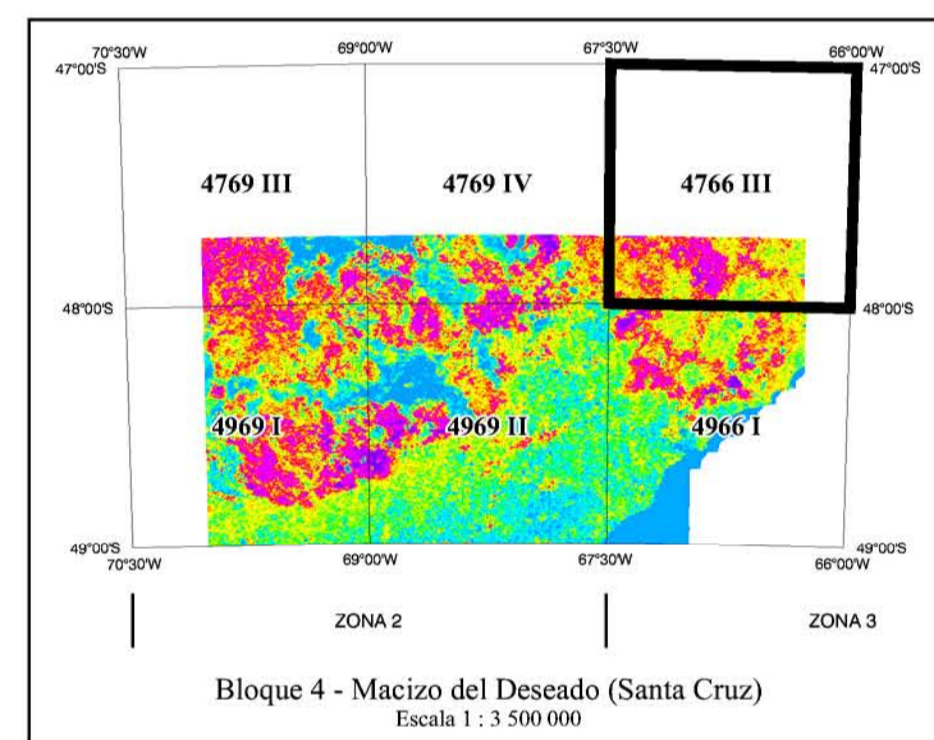 70°30'W 69°00'W 67°30'W 66°00'W
47°00'S 47°00'S
4769 III 4769 IV 4766 III
48°00'S 48°00'S
4969 I 4969 II 4966 I
49°00'S 49°00'S
70°30'W 69°00'W 67°30'W 66°00'W
ZONA 2 ZONA 3
Bloque 4 - Macizo del Deseado (Santa Cruz)
Escala 1 : 3 500 000